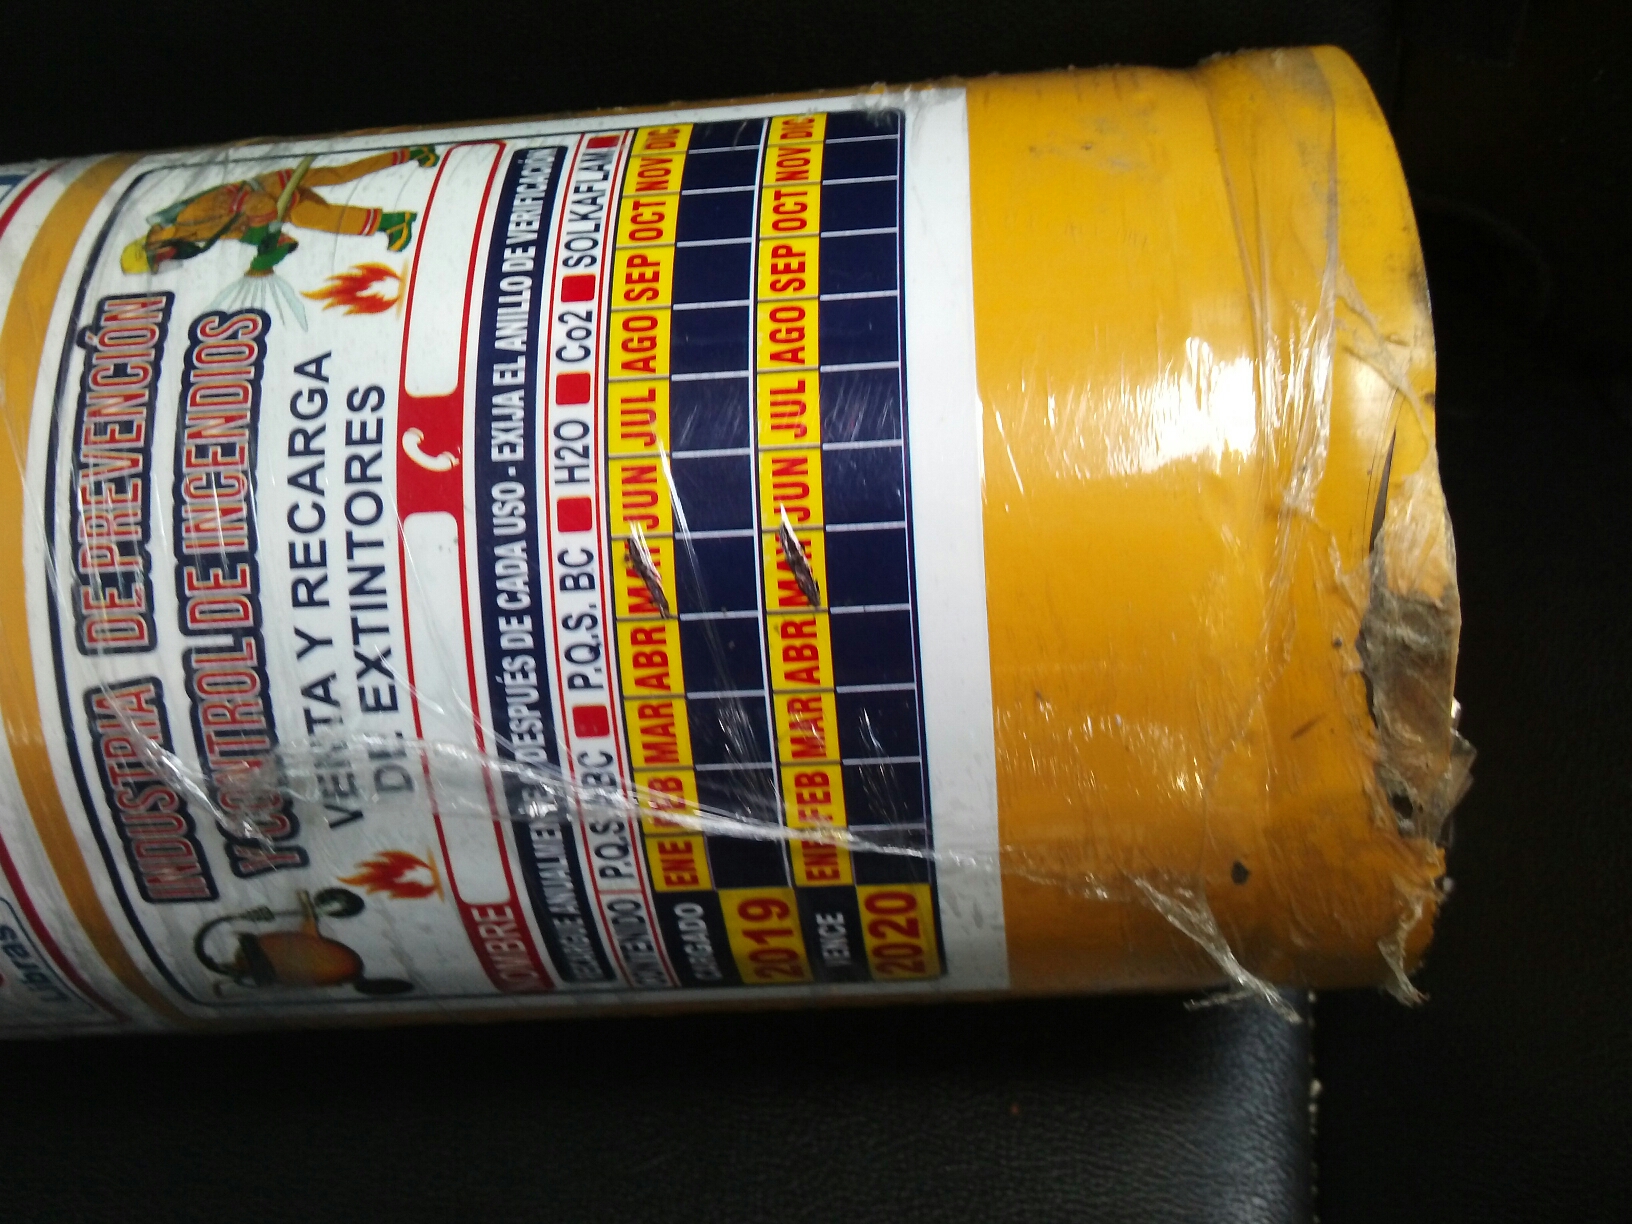 Libras
INDUSTRIA DE PREVENCIÓN
Y CONTROL DE INCENDIOS
VENTA Y RECARGA
DE EXTINTORES
NOMBRE
RECARGUE ANUALMENTE Y DESPUÉS DE CADA USO - EXIJA EL ANILLO DE VERIFICACIÓN
CONTENIDO P.Q.S. ABC P.Q.S. BC H2O Co2 SOLKAFLAM
CARGADO ENE FEB MAR ABR MAY JUN JUL AGO SEP OCT NOV DIC
2019
VENCE ENE FEB MAR ABR MAY JUN JUL AGO SEP OCT NOV DIC
2020